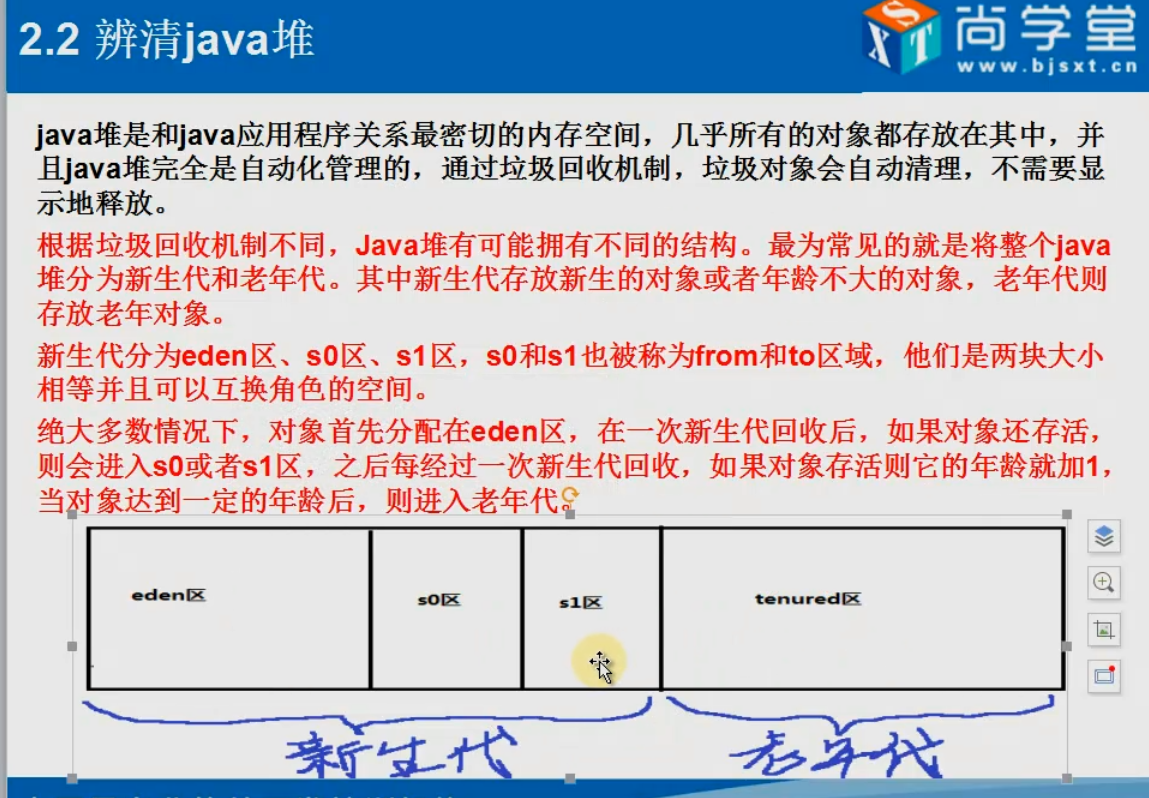 2.2 辨清java堆
尚学堂
www.bjsxt.cn
SXT
java堆是和java应用程序关系最密切的内存空间，几乎所有的对象都存放在其中，并
且java堆完全是自动化管理的，通过垃圾回收机制，垃圾对象会自动清理，不需要显
示地释放。
根据垃圾回收机制不同，Java堆有可能拥有不同的结构。最为常见的就是将整个java
堆分为新生代和老年代。其中新生代存放新生的对象或者年龄不大的对象，老年代则
存放老年对象。
新生代分为eden区、s0区、s1区，s0和s1也被称为from和to区域，他们是两块大小
相等并且可以互换角色的空间。
绝大多数情况下，对象首先分配在eden区，在一次新生代回收后，如果对象还存活，
则会进入s0或者s1区，之后每经过一次新生代回收，如果对象存活则它的年龄就加1，
当对象达到一定的年龄后，则进入老年代。
eden区
s0区
s1区
tenured区
新生代
老年代